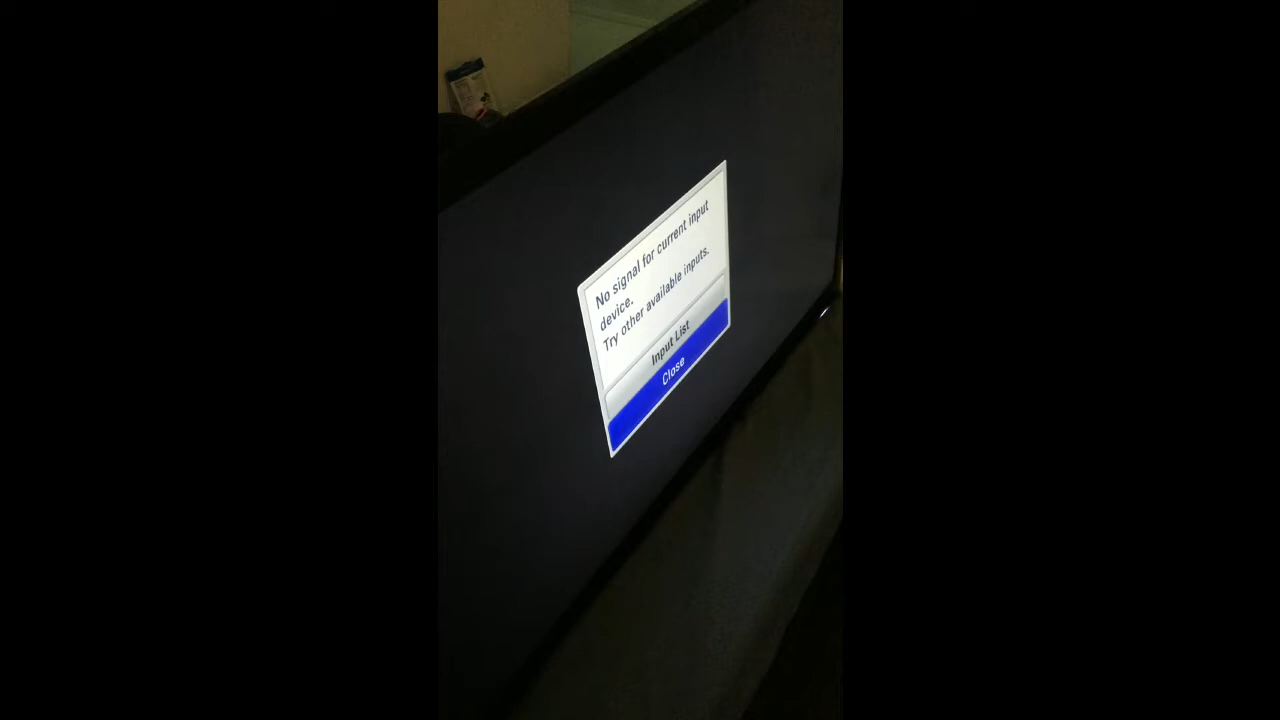 No signal for current input
device.
Try other available inputs.
Input List
Close